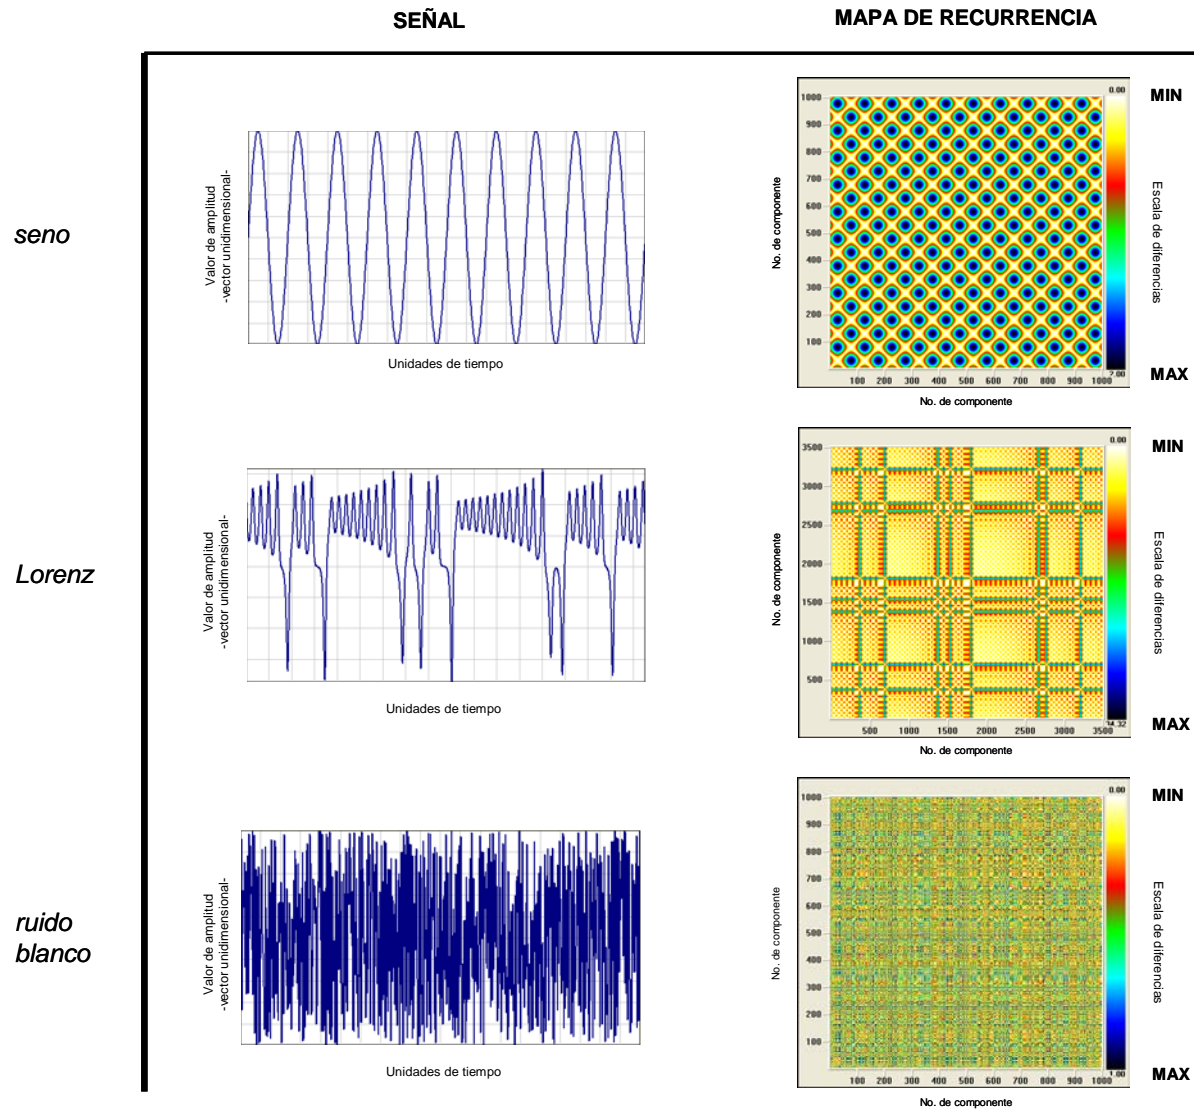 SEÑAL
MAPA DE RECURRENCIA
seno
Valor de amplitud
-vector unidimensional-
Unidades de tiempo
No. de componente
1000
900
800
700
600
500
400
300
200
100
100 200 300 400 500 600 700 800 900 1000
No. de componente
0.00
2.00
MIN
Escala de diferencias
MAX
Lorenz
Valor de amplitud
-vector unidimensional-
Unidades de tiempo
No. de componente
3500
3000
2500
2000
1500
1000
500
500 1000 1500 2000 2500 3000 3500
No. de componente
0.00
MIN
Escala de diferencias
MAX
ruido
blanco
Valor de amplitud
-vector unidimensional-
Unidades de tiempo
No. de componente
1000
900
800
700
600
500
400
300
200
100
100 200 300 400 500 600 700 800 900 1000
No. de componente
0.00
1.00
MIN
Escala de diferencias
MAX